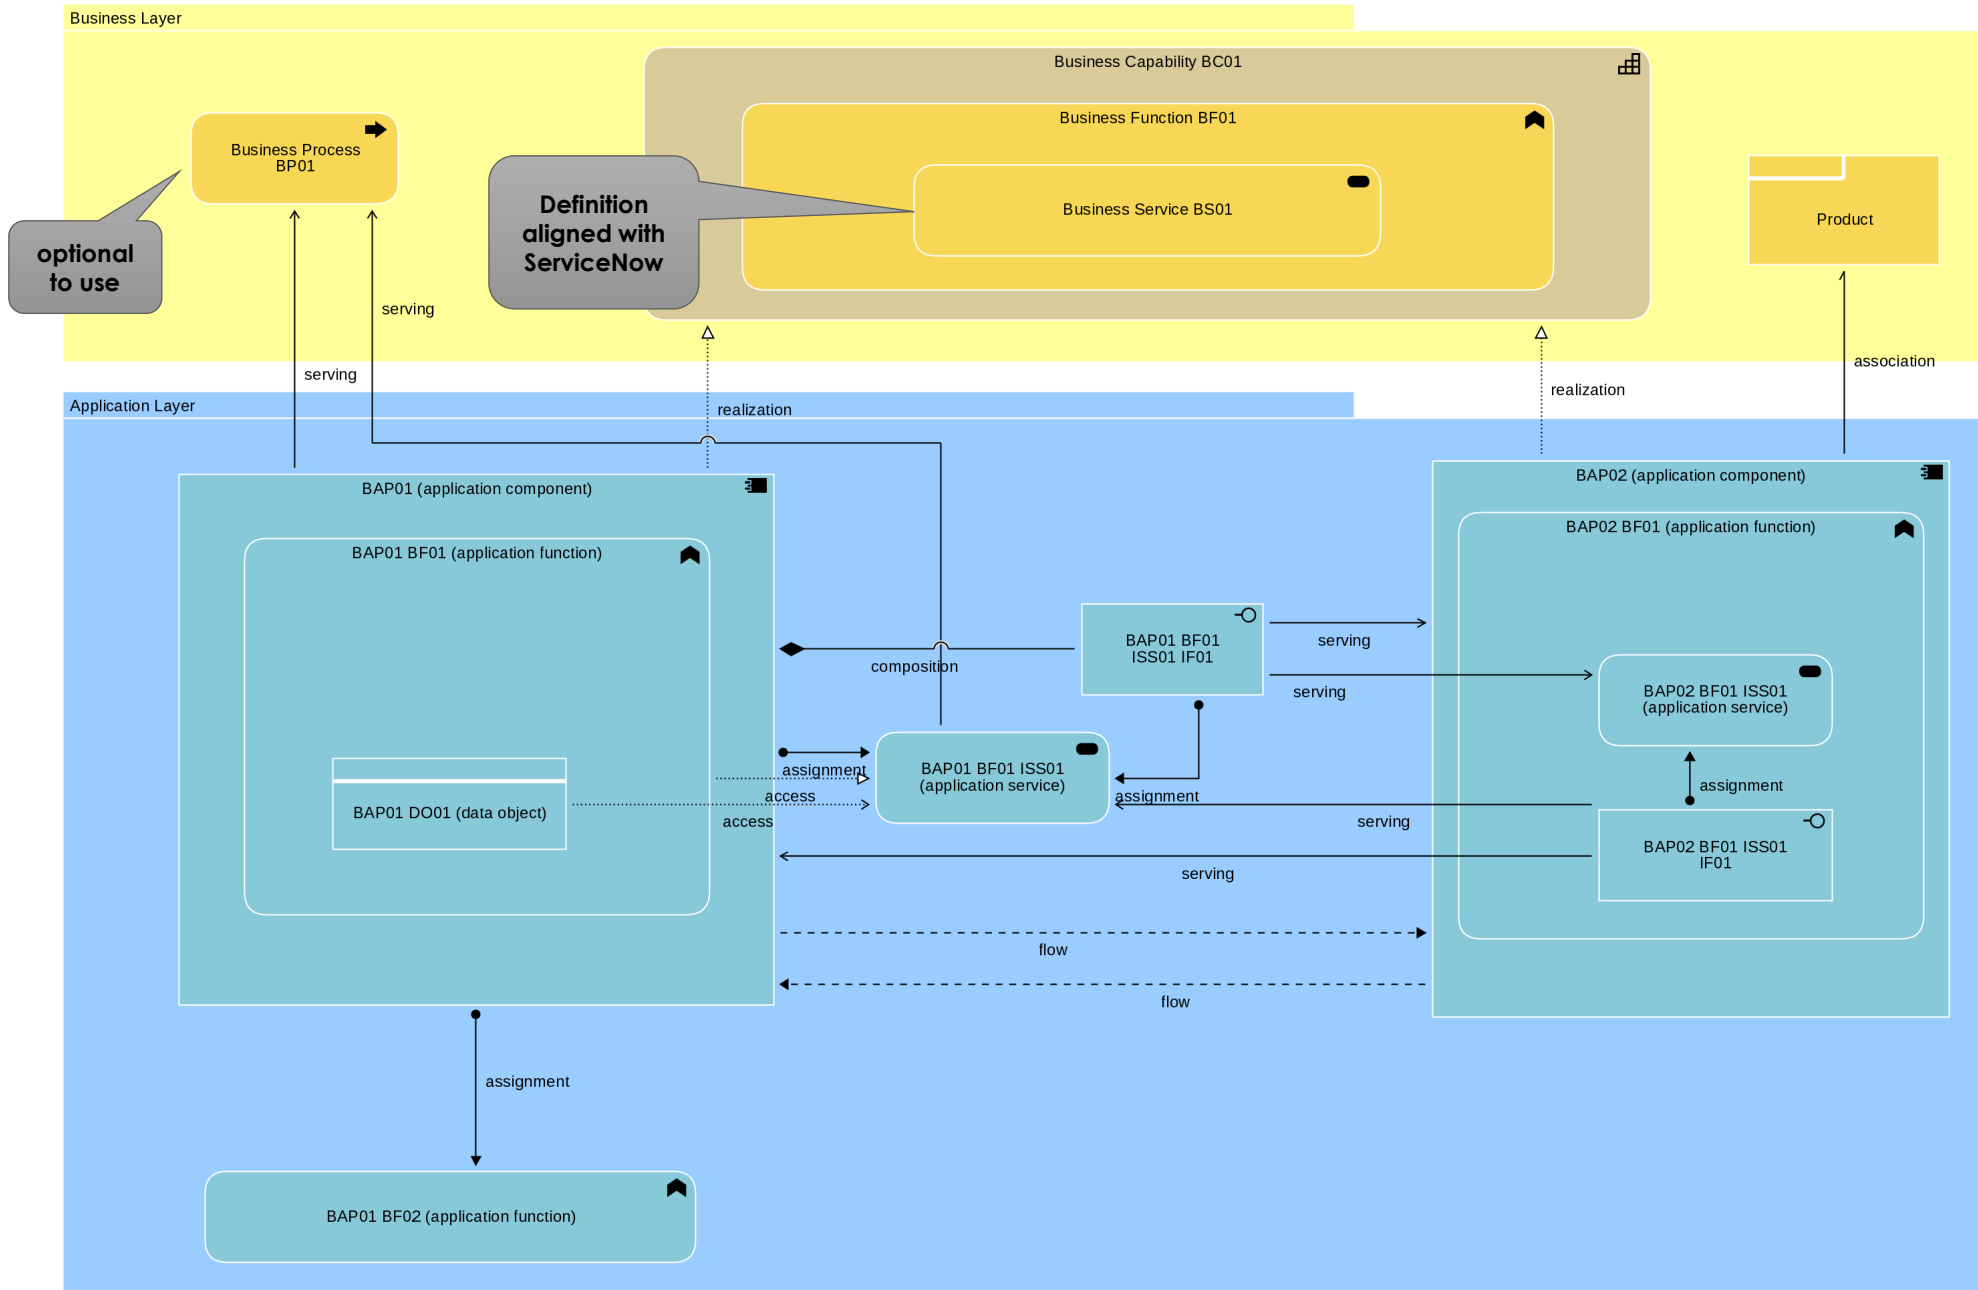 Business Layer
Business Capability BC01
Business Function BF01
Business Process
BP01
Definition
aligned with
ServiceNow
Business Service BS01
Product
optional
to use
serving
serving
association
realization
realization
Application Layer
BAP01 (application component)
BAP02 (application component)
BAP01 BF01 (application function)
BAP02 BF01 (application function)
BAP01 BF01
ISS01 IF01
serving
composition
serving
BAP02 BF01 ISS01
(application service)
assignment
BAP01 BF01 ISS01
(application service)
access
assignment
assignment
BAP01 DO01 (data object)
access
serving
BAP02 BF01 ISS01
IF01
serving
flow
flow
assignment
BAP01 BF02 (application function)